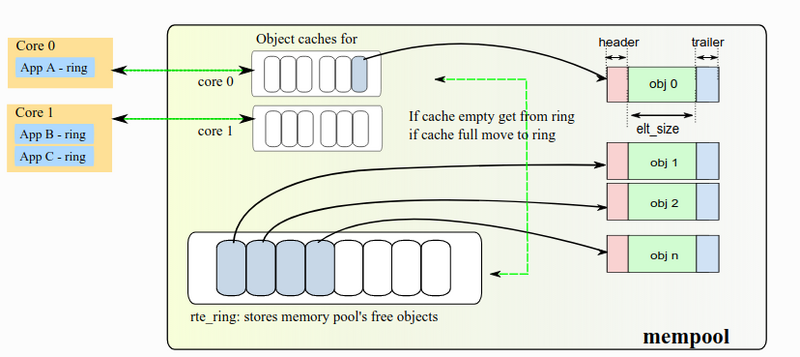 Core 0
App A - ring
Core 1
App B - ring
App C - ring
Object caches for
core 0
core 1
If cache empty get from ring
if cache full move to ring
header
trailer
obj 0
elt_size
obj 1
obj 2
obj n
rte_ring: stores memory pool's free objects
mempool